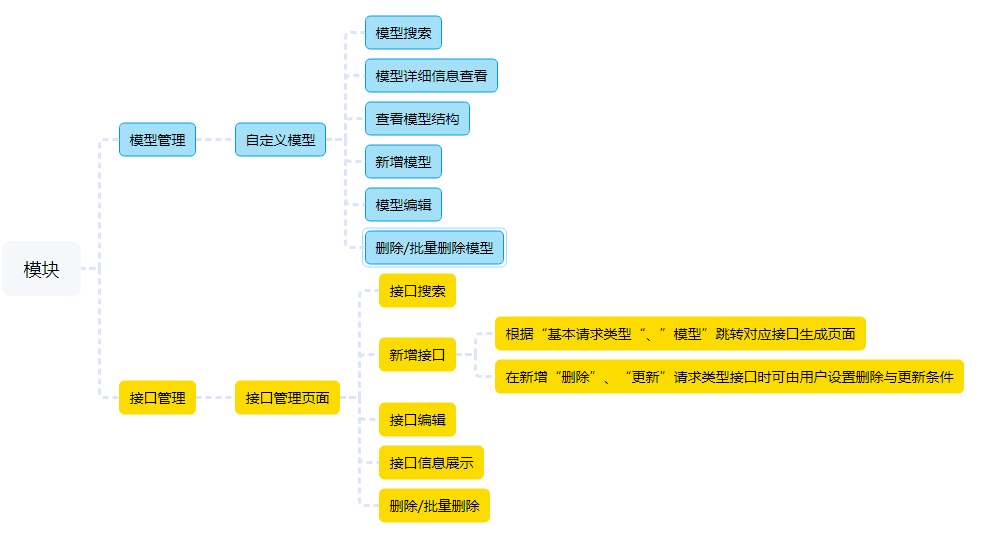 模块
模型管理
自定义模型
模型搜索
模型详细信息查看
查看模型结构
新增模型
模型编辑
删除/批量删除模型
接口管理
接口管理页面
接口搜索
新增接口
根据“基本请求类型“、”模型”跳转对应接口生成页面
在新增“删除”、“更新”请求类型接口时可由用户设置删除与更新条件
接口编辑
接口信息展示
删除/批量删除